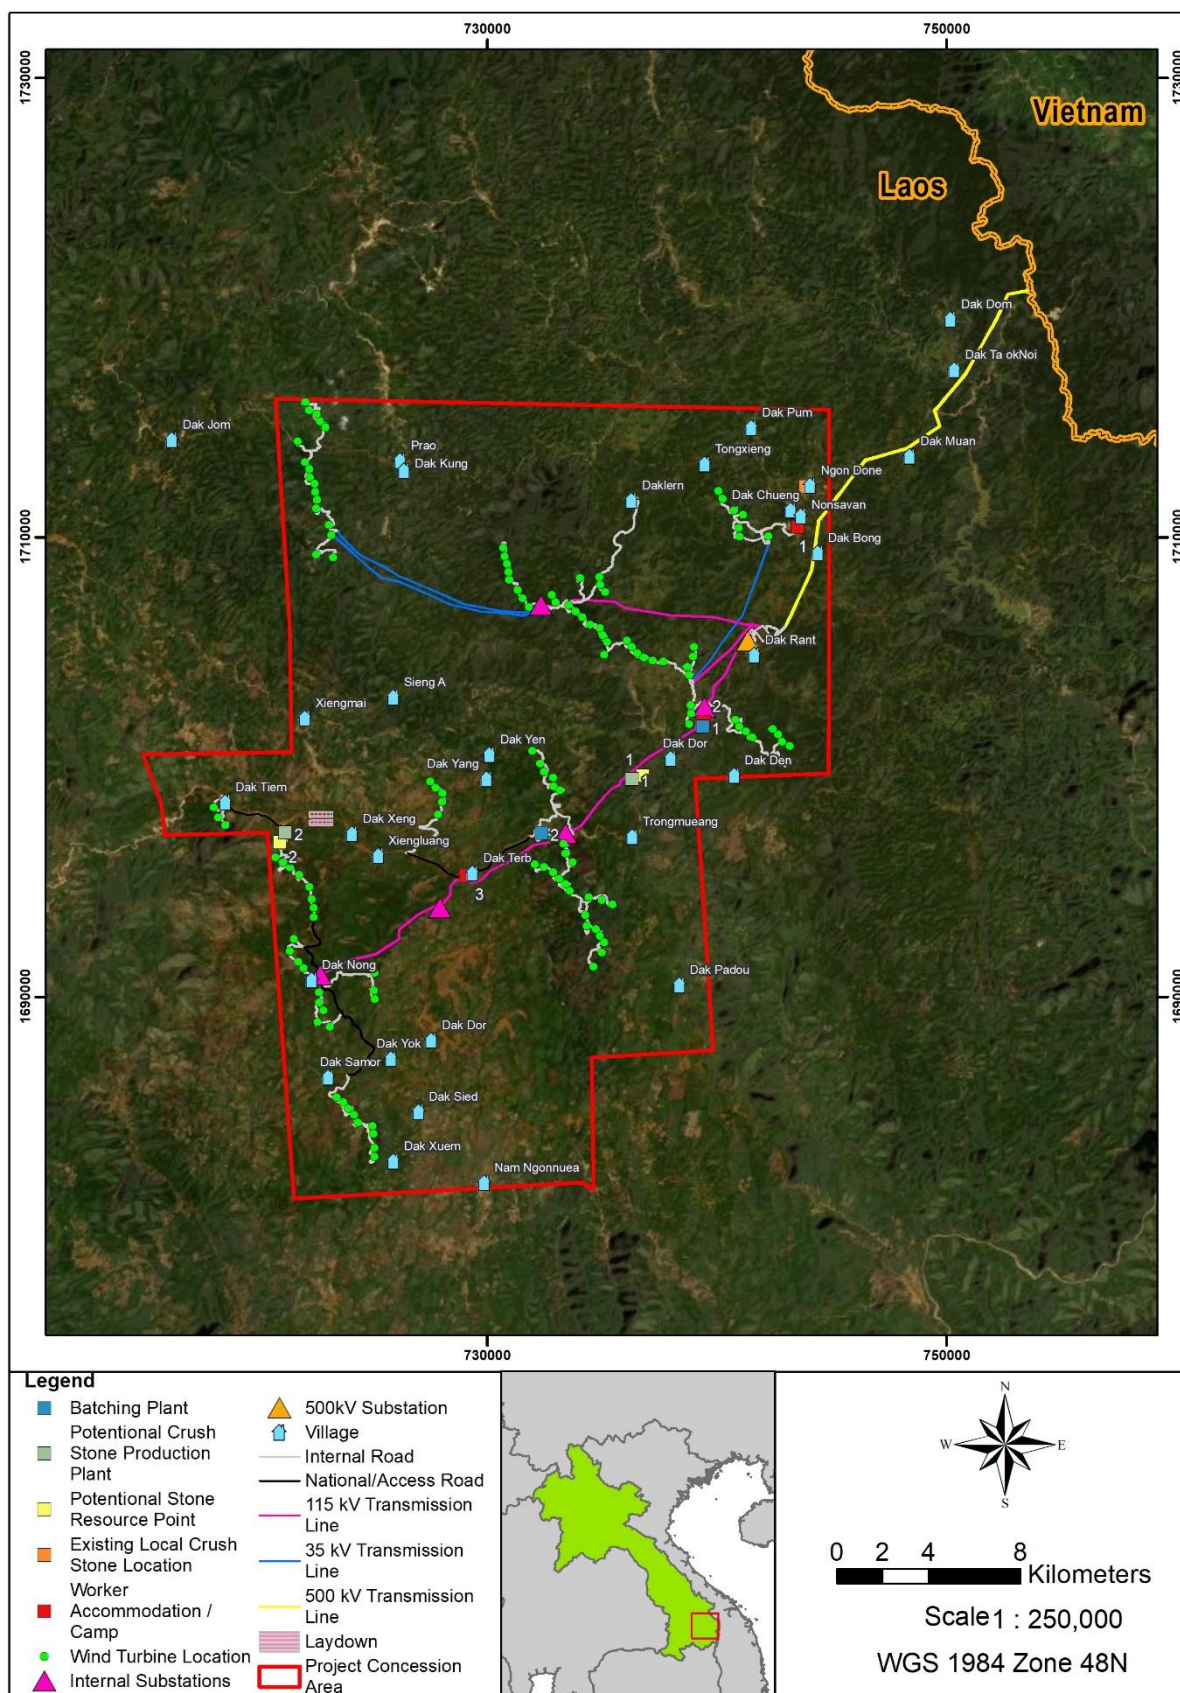 730000
750000
1730000
1730000
Vietnam
Laos
Dak Dom
Dak Ta okNoi
Dak Jom
Dak Pum
Prao
Dak Kung
Tongxieng
Dak Muan
Ngon Done
Daklern
Dak Chueng
Nonsavan
1710000
1710000
1
Dak Bong
Dak Rant
Sieng A
Xiengmai
2
1
Dak Yen
Dak Dor
Dak Yang
1
1
Dak Den
Dak Tiem
Dak Xeng
2
2
Trongmueang
Xiengluang
2
Dak Terb
3
Dak Nong
Dak Padou
1690000
1690000
Dak Dor
Dak Yok
Dak Samor
Dak Sied
Dak Xuem
Nam Ngonnuea
730000
750000
Legend
Batching Plant
Potentional Crush
Stone Production
Plant
Potentional Stone
Resource Point
Existing Local Crush
Stone Location
Worker
Accommodation /
Camp
Wind Turbine Location
Internal Substations
500kV Substation
Village
Internal Road
National/Access Road
115 kV Transmission
Line
35 kV Transmission
Line
500 kV Transmission
Line
Laydown
Project Concession
Area
N
W
E
S
0 2 4 8
Kilometers
Scale1 : 250,000
WGS 1984 Zone 48N